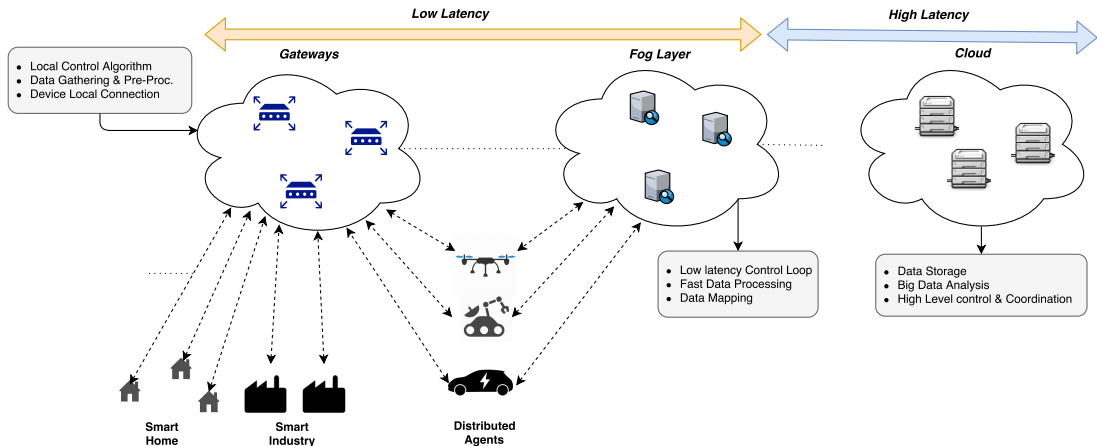 Low Latency
High Latency
Gateways
Fog Layer
Cloud
Local Control Algorithm
Data Gathering & Pre-Proc.
Device Local Connection
Low latency Control Loop
Fast Data Processing
Data Mapping
Data Storage
Big Data Analysis
High Level control & Coordination
Smart
Home
Smart
Industry
Distributed
Agents